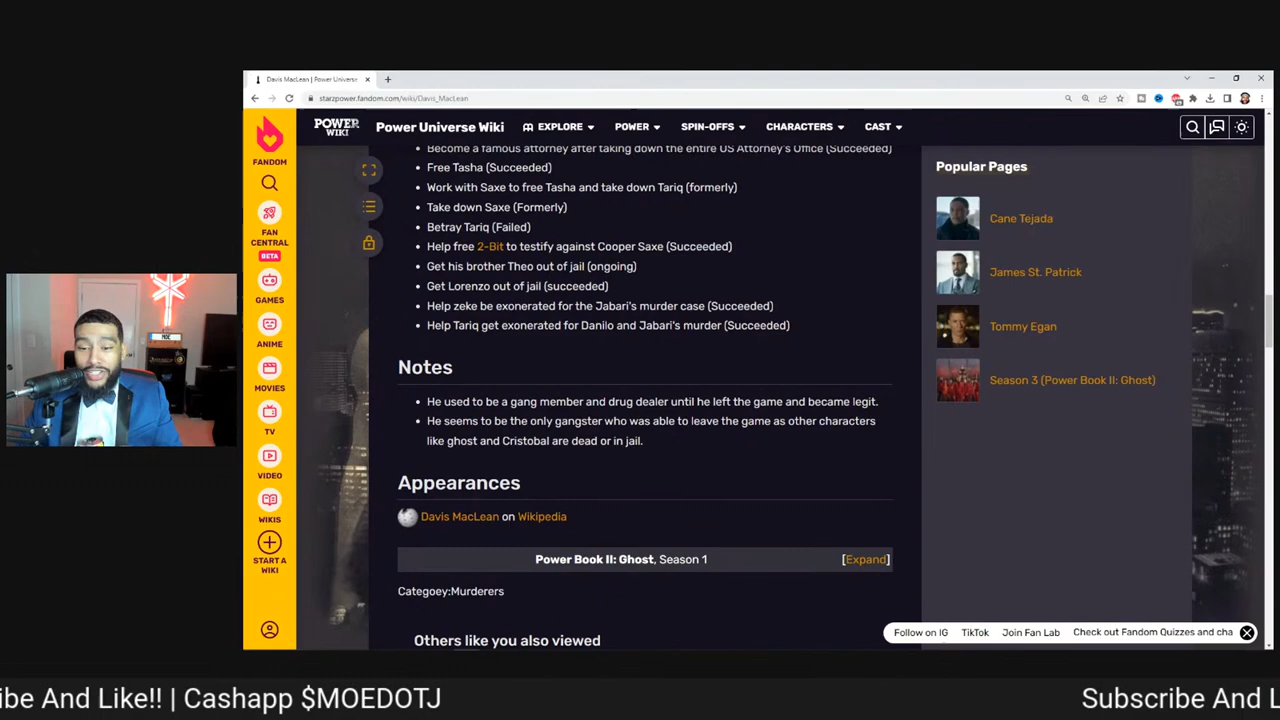 Davis MacLean | Power Universe
starzpower.fandom.com/wiki/Davis_MacLean
FANDOM
FAN
CENTRAL
BETA
GAMES
ANIME
MOVIES
TV
VIDEO
WIKIS
START A
WIKI
POWER
WIKI
Power Universe Wiki
EXPLORE
POWER
SPIN-OFFS
CHARACTERS
CAST
Become a famous attorney after taking down the entire US Attorney's Office (Succeeded)
Free Tasha (Succeeded)
Work with Saxe to free Tasha and take down Tariq (formerly)
Take down Saxe (Formerly)
Betray Tariq (Failed)
Help free 2-Bit to testify against Cooper Saxe (Succeeded)
Get his brother Theo out of jail (ongoing)
Get Lorenzo out of jail (succeeded)
Help zeke be exonerated for the Jabari's murder case (Succeeded)
Help Tariq get exonerated for Danilo and Jabari's murder (Succeeded)
Notes
He used to be a gang member and drug dealer until he left the game and became legit.
He seems to be the only gangster who was able to leave the game as other characters
like ghost and Cristobal are dead or in jail.
Appearances
Davis MacLean on Wikipedia
Power Book II: Ghost, Season 1
[Expand]
Categoey:Murderers
Others like you also viewed
Popular Pages
Cane Tejada
James St. Patrick
Tommy Egan
Season 3 (Power Book II: Ghost)
Follow on IG
TikTok
Join Fan Lab
Check out Fandom Quizzes and cha
MOE
ibe And Like!! | Cashapp $MOEDOTJ
Subscribe And L